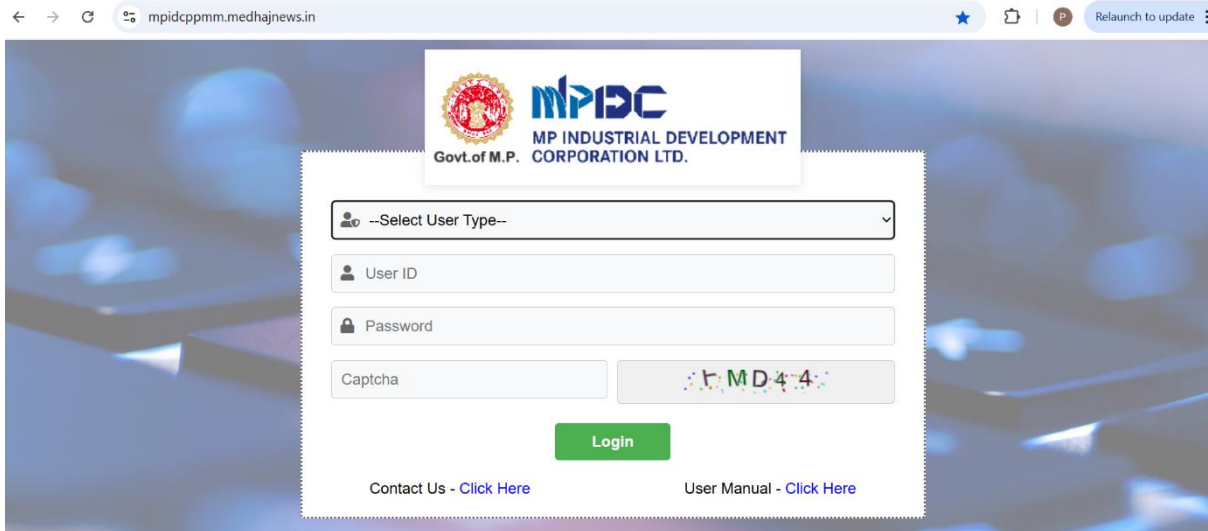 mpidcppmm.medhajnews.in
P
Relaunch to update
Govt.of M.P.
MPIDC
MP INDUSTRIAL DEVELOPMENT
CORPORATION LTD.
--Select User Type--
User ID
Password
Captcha
rMD44
Login
Contact Us - Click Here
User Manual - Click Here